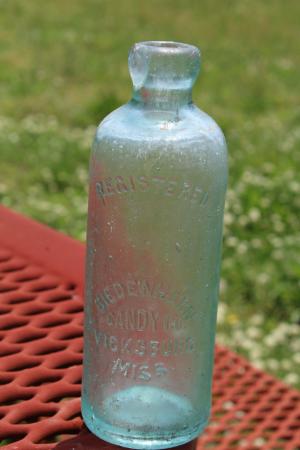 REGISTERED
BIEDENHARN
CANDY CO
VICKSBURG
MISS.